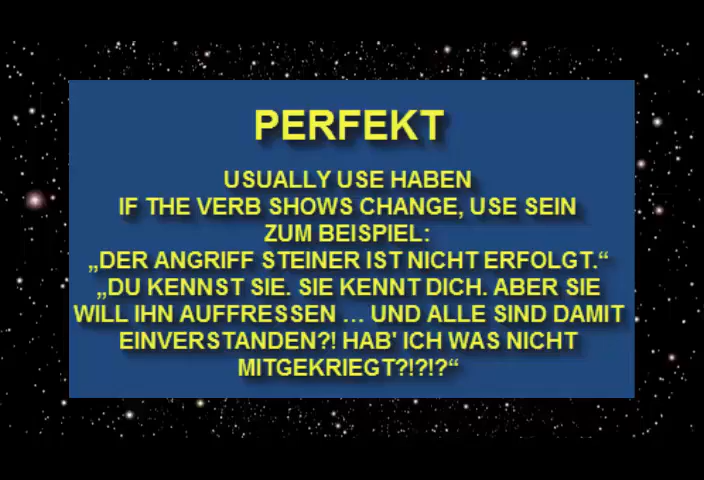 PERFEKT
USUALLY USE HABEN
IF THE VERB SHOWS CHANGE, USE SEIN
ZUM BEISPIEL:
„DER ANGRIFF STEINER IST NICHT ERFOLGT.“
„DU KENNST SIE. SIE KENNT DICH. ABER SIE
WILL IHN AUFFRESSEN … UND ALLE SIND DAMIT
EINVERSTANDEN?! HAB' ICH WAS NICHT
MITGEKRIEGT?!?!?“